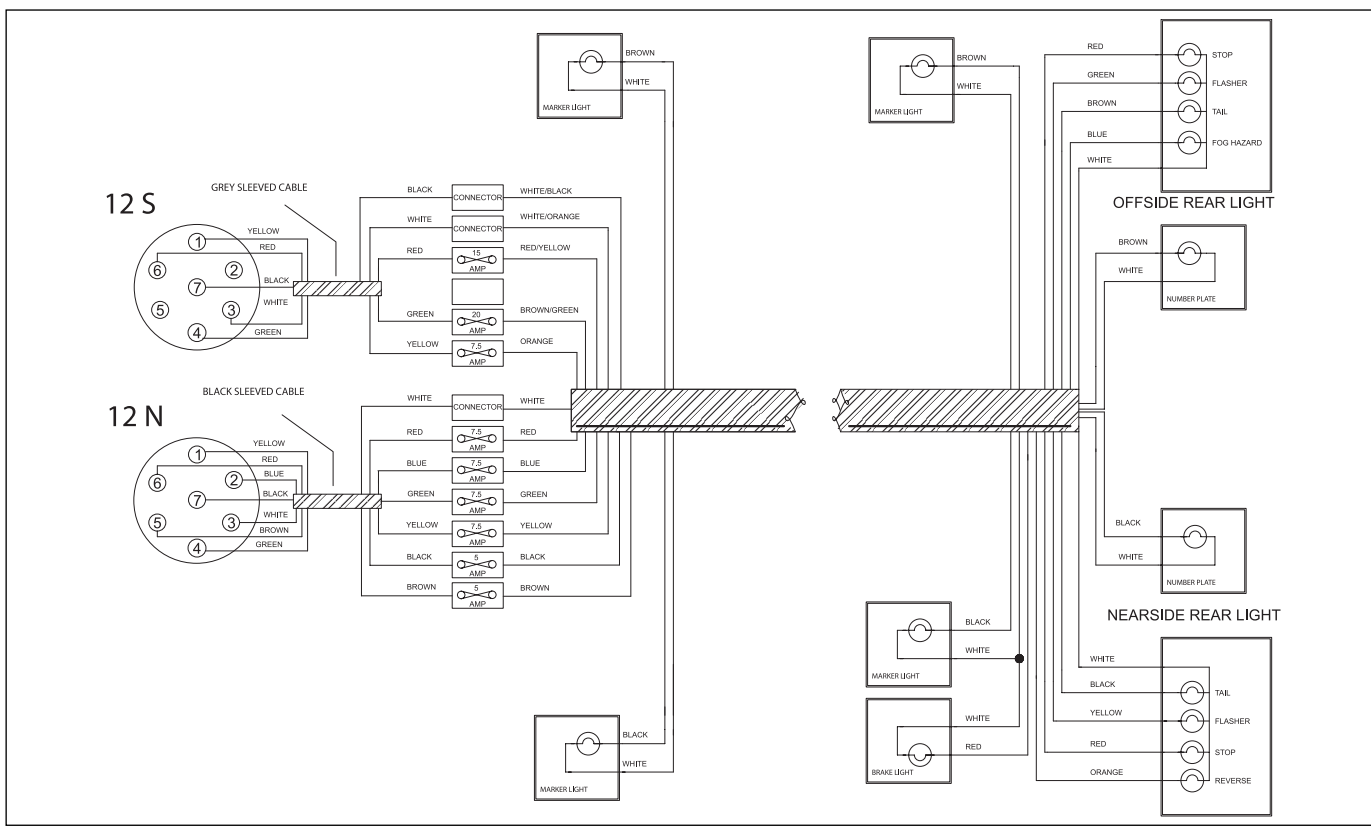 BROWN
WHITE
MARKER LIGHT
BROWN
WHITE
MARKER LIGHT
RED
GREEN
BROWN
BLUE
WHITE
STOP
FLASHER
TAIL
FOG HAZARD
OFFSIDE REAR LIGHT
12 S
GREY SLEEVED CABLE
1
6
2
7
5
3
4
YELLOW
RED
BLACK
WHITE
GREEN
BLACK
CONNECTOR
WHITE/BLACK
WHITE
CONNECTOR
WHITE/ORANGE
RED
15
AMP
RED/YELLOW
GREEN
20
AMP
BROWN/GREEN
YELLOW
7.5
AMP
ORANGE
BROWN
WHITE
NUMBER PLATE
12 N
BLACK SLEEVED CABLE
1
6
2
7
5
3
4
YELLOW
RED
BLUE
BLACK
WHITE
BROWN
GREEN
WHITE
CONNECTOR
WHITE
RED
7.5
AMP
RED
BLUE
7.5
AMP
BLUE
GREEN
7.5
AMP
GREEN
YELLOW
7.5
AMP
YELLOW
BLACK
5
AMP
BLACK
BROWN
5
AMP
BROWN
BLACK
WHITE
NUMBER PLATE
NEARSIDE REAR LIGHT
BLACK
WHITE
MARKER LIGHT
WHITE
RED
BRAKE LIGHT
BLACK
WHITE
MARKER LIGHT
WHITE
BLACK
YELLOW
RED
ORANGE
TAIL
FLASHER
STOP
REVERSE